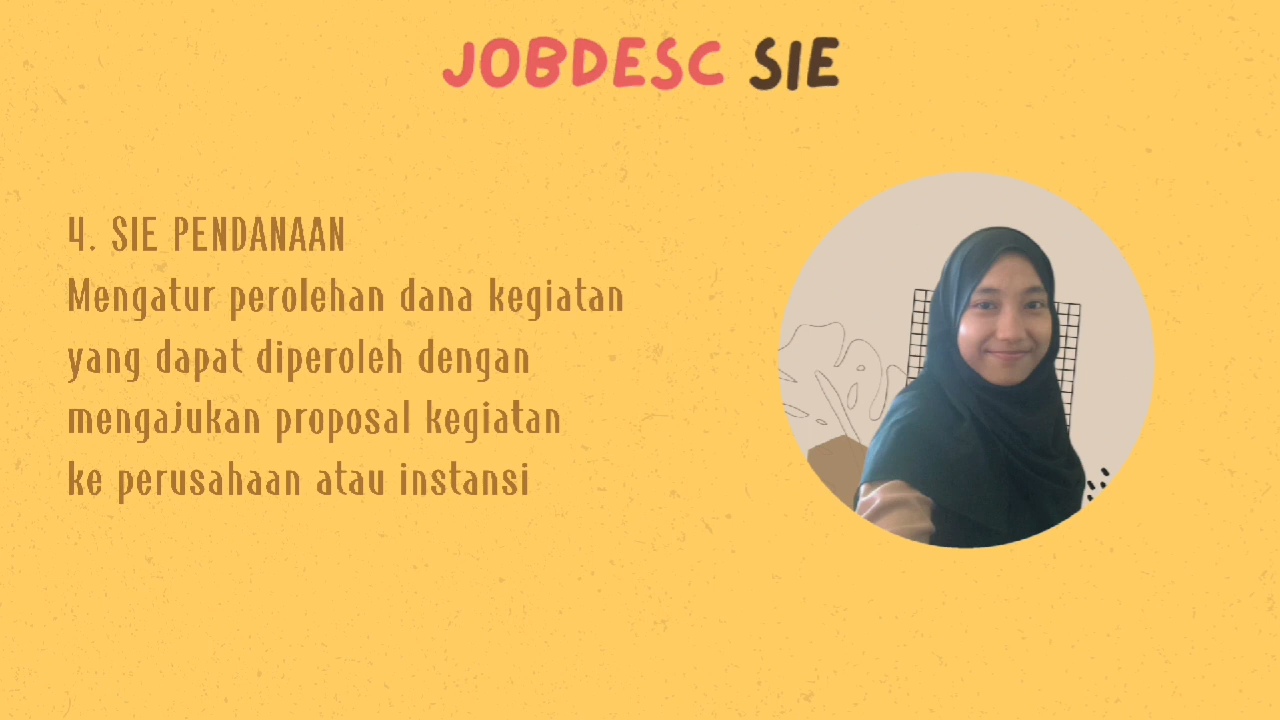 JOBDESC SIE
4. SIE PENDANAAN
Mengatur perolehan dana kegiatan
yang dapat diperoleh dengan
mengajukan proposal kegiatan
ke perusahaan atau instansi